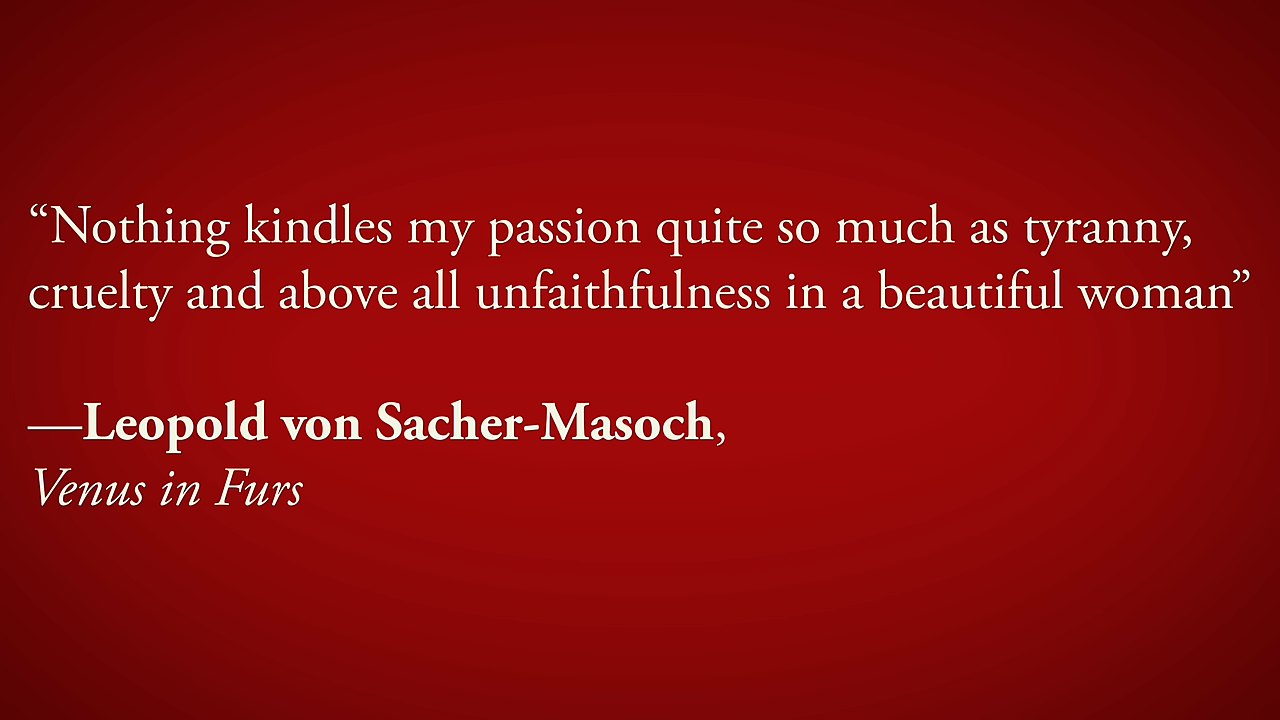 “Nothing kindles my passion quite so much as tyranny,
cruelty and above all unfaithfulness in a beautiful woman”
—Leopold von Sacher-Masoch,
Venus in Furs